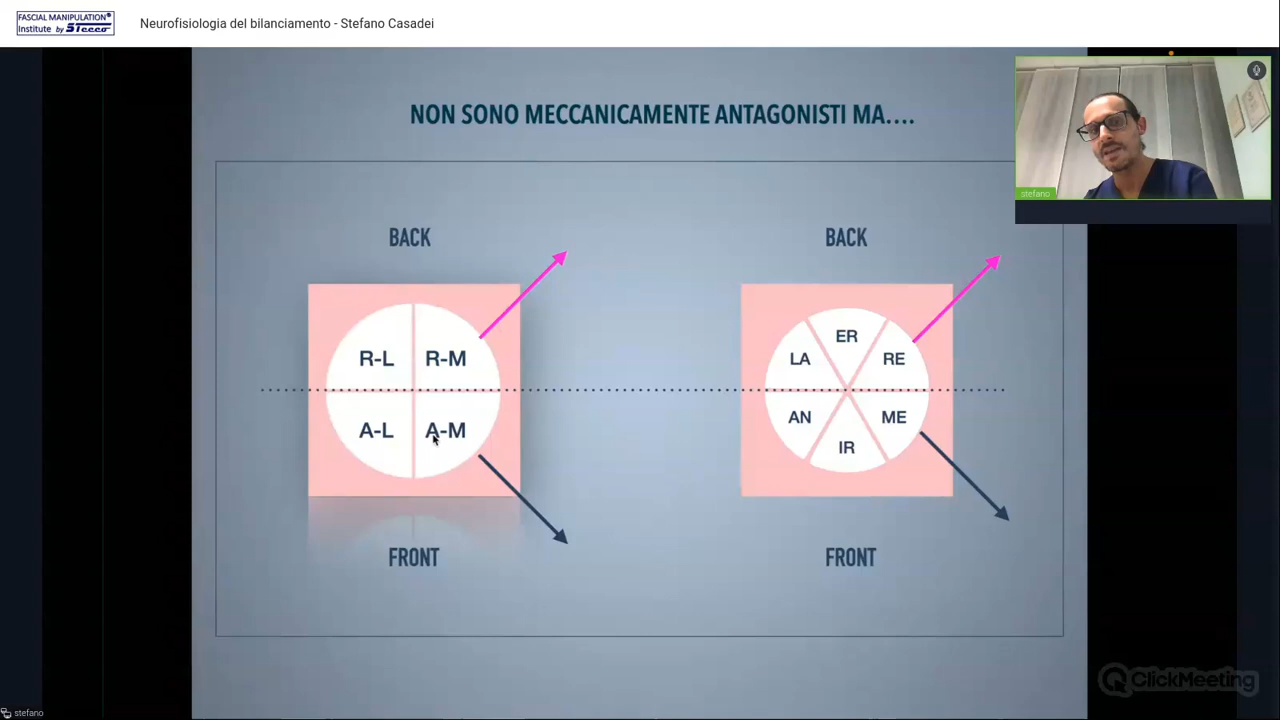 FASCIAL MANIPULATION®
Institute by Stecco
Neurofisiologia del bilanciamento - Stefano Casadei
NON SONO MECCANICAMENTE ANTAGONISTI MA....
stefano
BACK
BACK
R-L R-M
A-L A-M
ER
LA RE
AN ME
IR
FRONT
FRONT
ClickMeeting
stefano